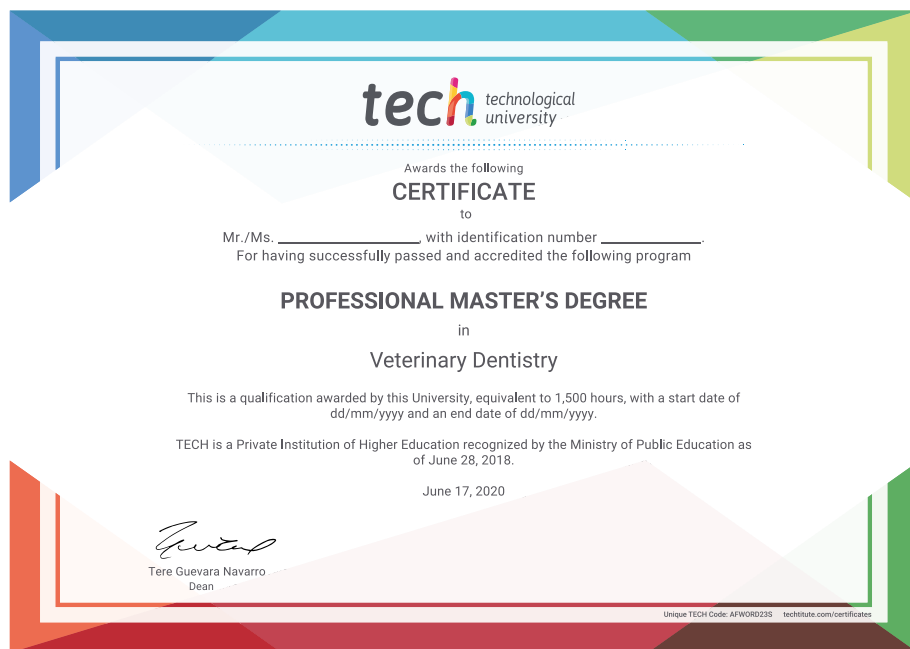 tech technological
university
Awards the following
CERTIFICATE
to
Mr./Ms. ____________________, with identification number ______________.
For having successfully passed and accredited the following program
PROFESSIONAL MASTER’S DEGREE
in
Veterinary Dentistry
This is a qualification awarded by this University, equivalent to 1,500 hours, with a start date of
dd/mm/yyyy and an end date of dd/mm/yyyy.
TECH is a Private Institution of Higher Education recognized by the Ministry of Public Education as
of June 28, 2018.
June 17, 2020
Tere Guevara Navarro
Dean
Unique TECH Code: AFWORD23S techtitute.com/certificates